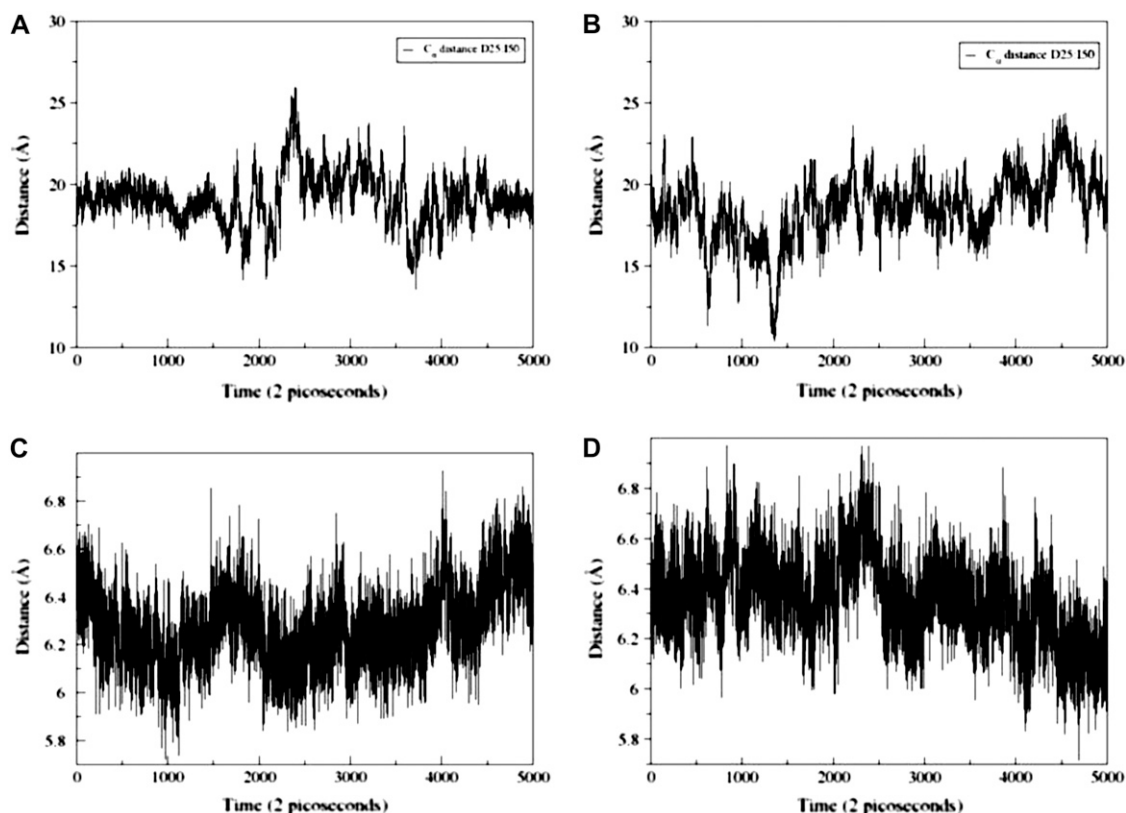 A
30
25
20
15
10
Distance (Å)
Cα distance D25 I50
0 1000 2000 3000 4000 5000
Time (2 picoseconds)
B
30
25
20
15
10
Distance (Å)
Cα distance D25 I50
0 1000 2000 3000 4000 5000
Time (2 picoseconds)
C
6.8
6.6
6.4
6.2
6
5.8
Distance (Å)
0 1000 2000 3000 4000 5000
Time (2 picoseconds)
D
6.8
6.6
6.4
6.2
6
5.8
Distance (Å)
0 1000 2000 3000 4000 5000
Time (2 picoseconds)